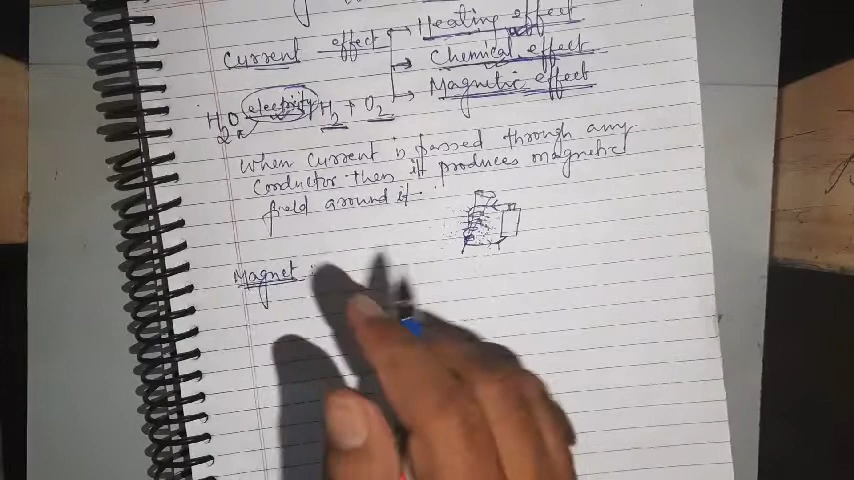 Current effect → Heating effect
→ Chemical effect
→ Magnetic effect
H2O electricity H2 + O2
When current is passed through any
conductor then it produces magnetic
field around it.
Magnet :